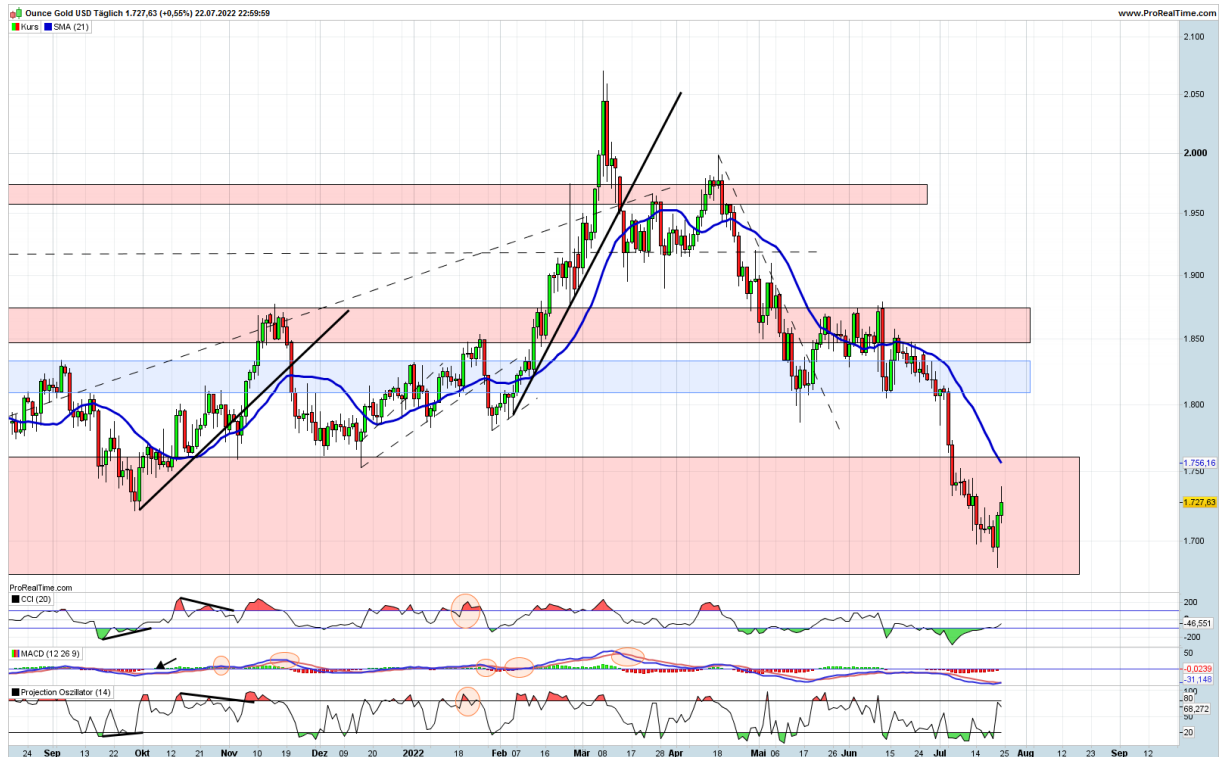 Ounce Gold USD Täglich 1.727,63 (+0,55%) 22.07.2022 22:59:59
www.ProRealTime.com
Kurs SMA (21)
2.100
2.050
2.000
1.950
1.900
1.850
1.800
1.756,16
1.750
1.727,63
1.700
ProRealTime.com
CCI (20)
200
-46,551
-200
MACD (12 26 9)
50
-0,0239
-31,148
Projection Oszillator (14)
100
80
68,272
50
20
24 Sep 13 22 Okt 12 21 Nov 10 19 Dez 09 20 2022 18 Feb 07 16 Mär 08 17 28 Apr 18 Mai 06 17 Jun 15 24 Jul 14 25 Aug 12 23 Sep 12